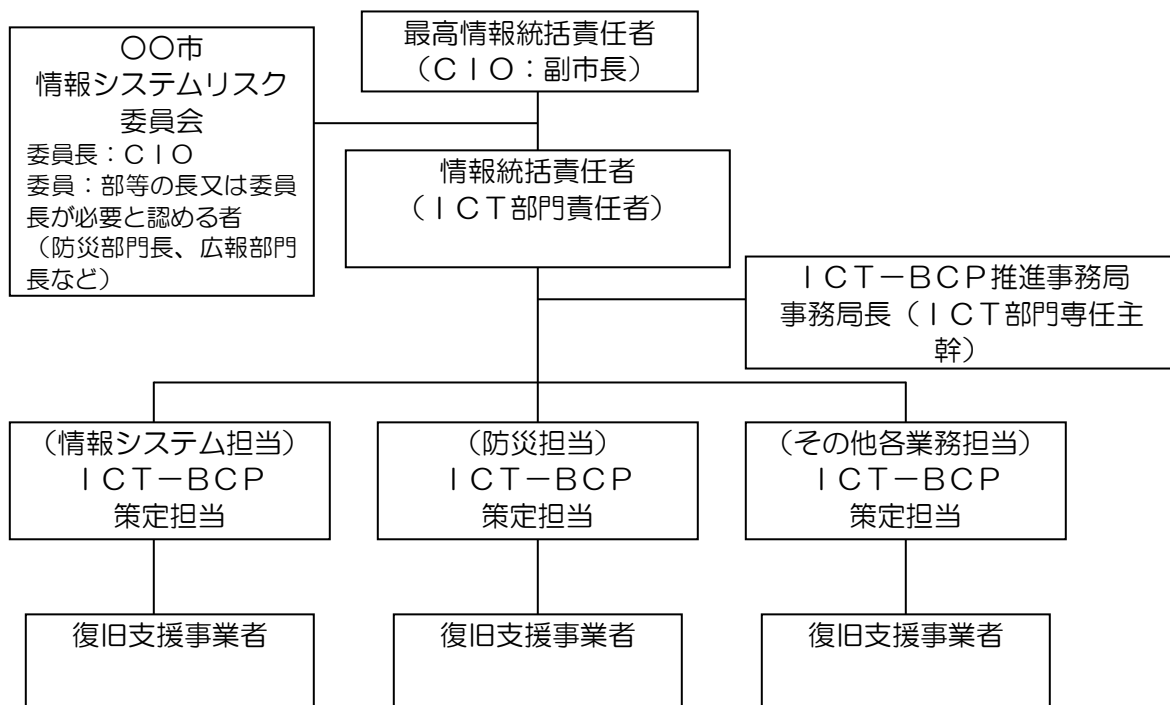 最高情報統括責任者
（ＣＩＯ：副市長）
〇〇市
情報システムリスク
委員会
委員長：ＣＩＯ
委員：部等の長又は委員
長が必要と認める者
（防災部門長、広報部門
長など）
情報統括責任者
（ＩＣＴ部門責任者）
ＩＣＴ－ＢＣＰ推進事務局
事務局長（ＩＣＴ部門専任主
幹）
（情報システム担当）
ＩＣＴ－ＢＣＰ
策定担当
（防災担当）
ＩＣＴ－ＢＣＰ
策定担当
（その他各業務担当）
ＩＣＴ－ＢＣＰ
策定担当
復旧支援事業者
復旧支援事業者
復旧支援事業者